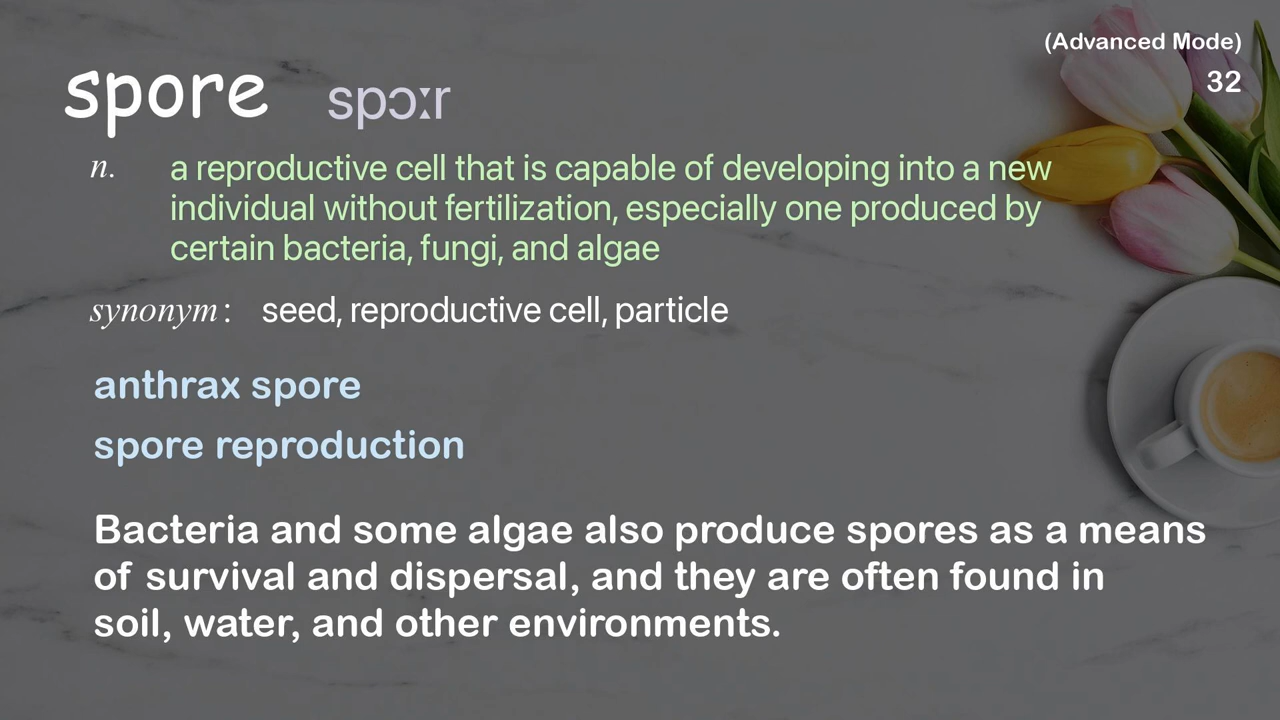 (Advanced Mode)
32
spore spɔːr
n. a reproductive cell that is capable of developing into a new
individual without fertilization, especially one produced by
certain bacteria, fungi, and algae
synonym: seed, reproductive cell, particle
anthrax spore
spore reproduction
Bacteria and some algae also produce spores as a means
of survival and dispersal, and they are often found in
soil, water, and other environments.